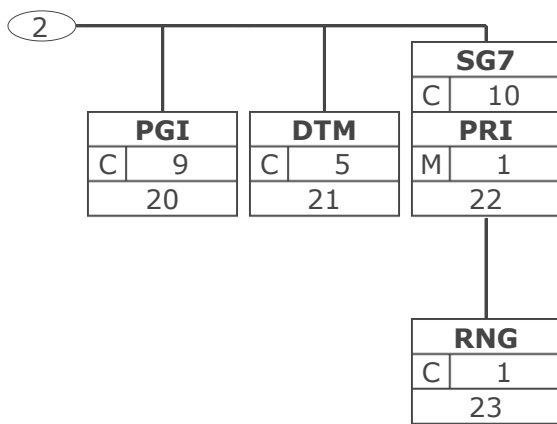 2
SG7
C 10
PGI DTM PRI
C 9 C 5 M 1
20 21 22
RNG
C 1
23